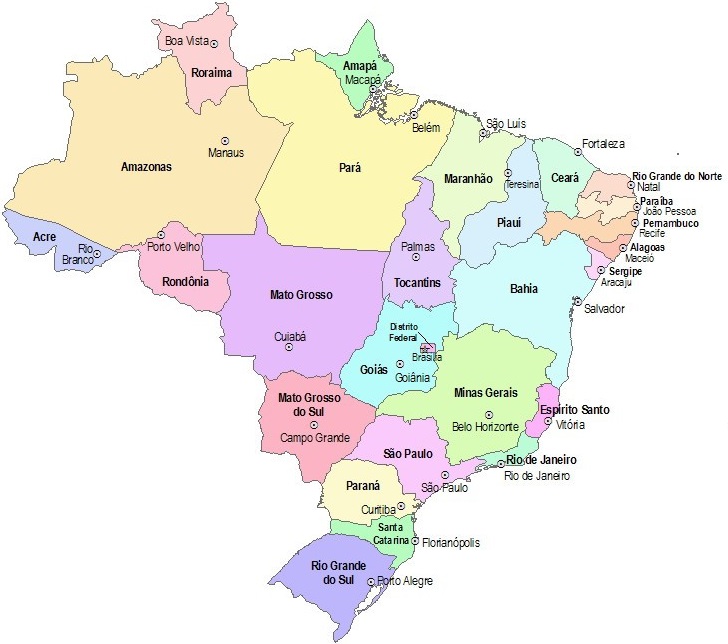 Boa Vista
Roraima
Amapá
Macapá
Belém
São Luís
Fortaleza
Amazonas
Manaus
Pará
Maranhão
Teresina
Ceará
Rio Grande do Norte
Natal
Paraíba
João Pessoa
Pernambuco
Recife
Piauí
Acre
Rio
Branco
Porto Velho
Rondônia
Palmas
Tocantins
Alagoas
Maceió
Sergipe
Aracaju
Mato Grosso
Cuiabá
Bahia
Salvador
Distrito
Federal
Brasília
Goiás
Goiânia
Minas Gerais
Belo Horizonte
Espirito Santo
Vitória
Mato Grosso
do Sul
Campo Grande
São Paulo
São Paulo
Rio de Janeiro
Rio de Janeiro
Paraná
Curitiba
Santa
Catarina
Florianópolis
Rio Grande
do Sul
Porto Alegre